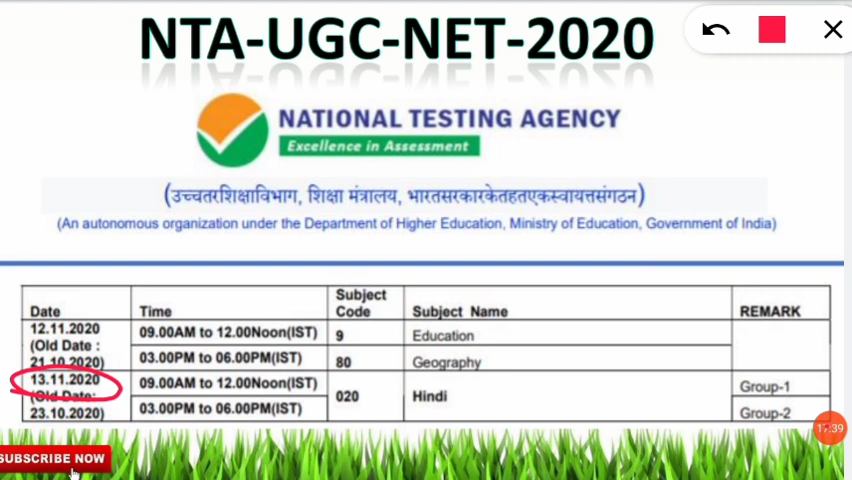 NTA-UGC-NET-2020
NATIONAL TESTING AGENCY
Excellence in Assessment
(उच्चतरशिक्षाविभाग, शिक्षा मंत्रालय, भारतसरकारकेतहतएकस्वायत्तसंगठन)
(An autonomous organization under the Department of Higher Education, Ministry of Education, Government of India)
Date Time Subject Code Subject Name REMARK
12.11.2020 (Old Date : 21.10.2020) 09.00AM to 12.00Noon(IST) 9 Education
03.00PM to 06.00PM(IST) 80 Geography
13.11.2020 (Old Date: 23.10.2020) 09.00AM to 12.00Noon(IST) 020 Hindi Group-1
03.00PM to 06.00PM(IST) Group-2
17:39
SUBSCRIBE NOW